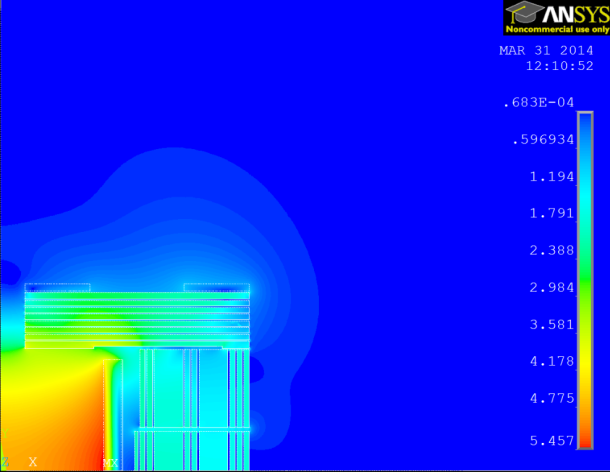 ANSYS
Noncommercial use only
MAR 31 2014
12:10:52
.683E-04
.596934
1.194
1.791
2.388
2.984
3.581
4.178
4.775
5.457
Z X MX